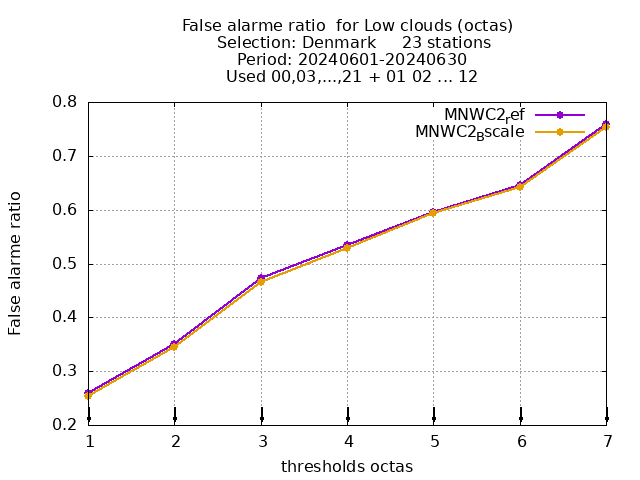 False alarme ratio  for Low clouds (octas)
Selection: Denmark     23 stations
Period: 20240601-20240630
Used 00,03,...,21 + 01 02 ... 12
MNWC2ref
MNWC2Bscale
0.8
0.7
0.6
0.5
0.4
0.3
0.2
False alarme ratio
1 2 3 4 5 6 7
thresholds octas